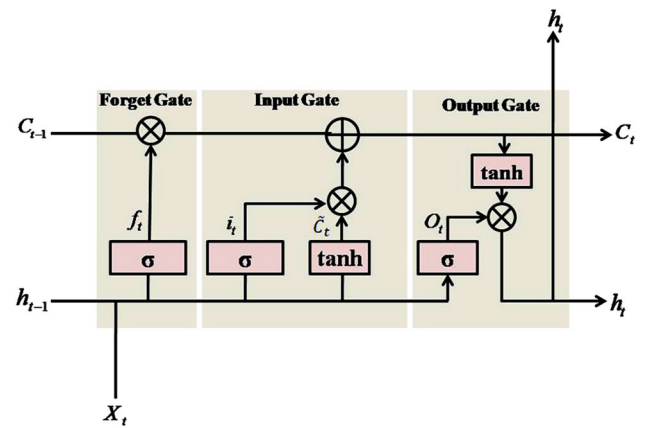 h_t
Forget Gate Input Gate Output Gate
C_{t-1} C_t
tanh
f_t i_t C̃_t O_t
σ σ tanh σ
h_{t-1} h_t
X_t